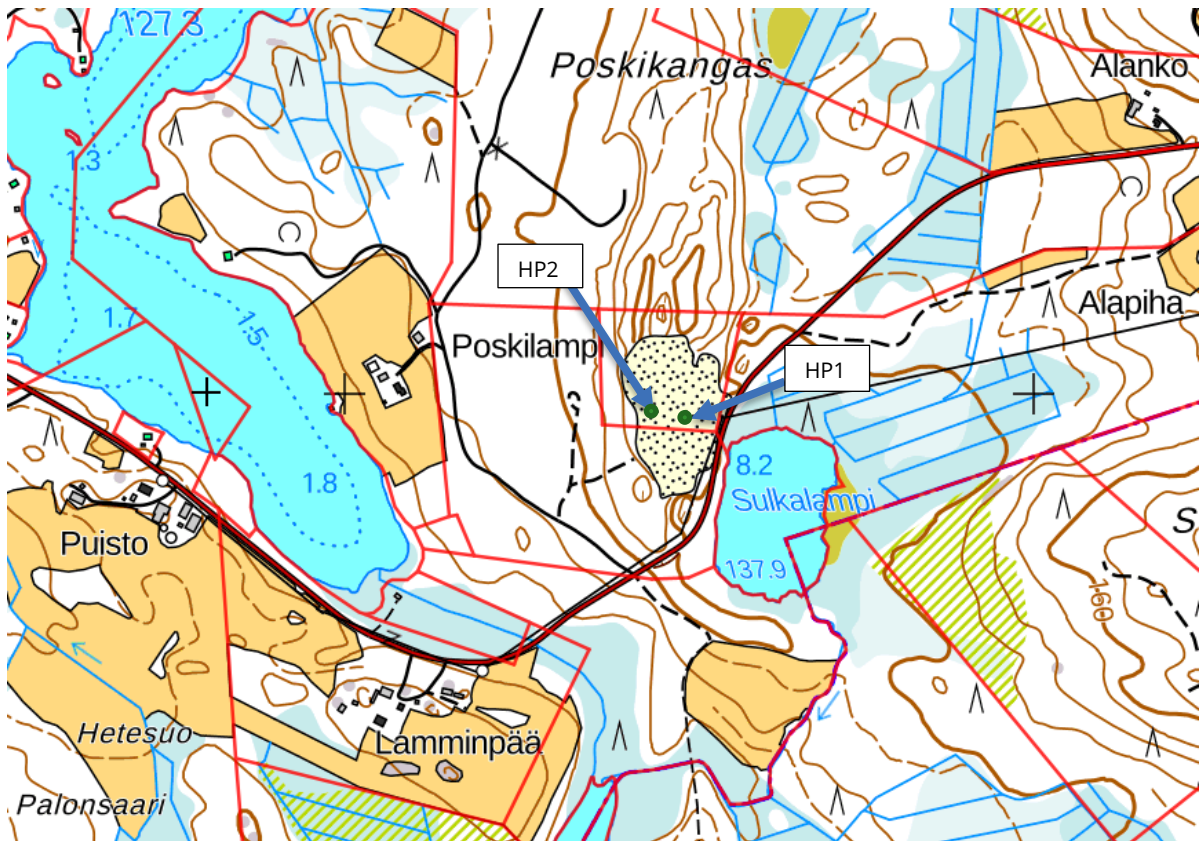 127.3
Poskikangas
Alanko
1.3
HP2
1.7
1.5
Poskilampi
Alapiha
HP1
8.2
1.8
Sulkalampi
S
Puisto
137.9
160
Hetesuo
Lamminpää
Palonsaari